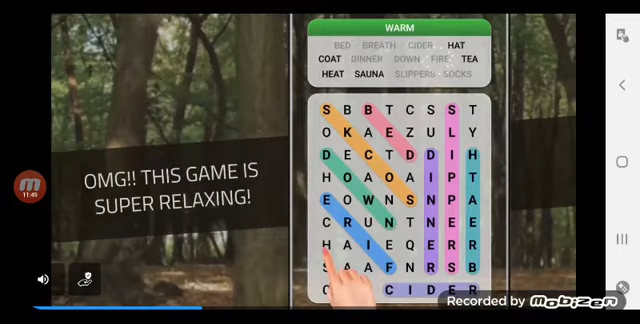 WARM
BED BREATH CIDER HAT
COAT DINNER DOWN FIRE TEA
HEAT SAUNA SLIPPERS SOCKS
S B B T C S S T
O K A E Z U L Y
D E C T D D I H
H O A O A I P T
E O W N S N P A
C R U N T N E E
H A I E Q E R R
S A A F N R S B
C I D E R
OMG!! THIS GAME IS
SUPER RELAXING!
11:49
Recorded by MOBIZEN